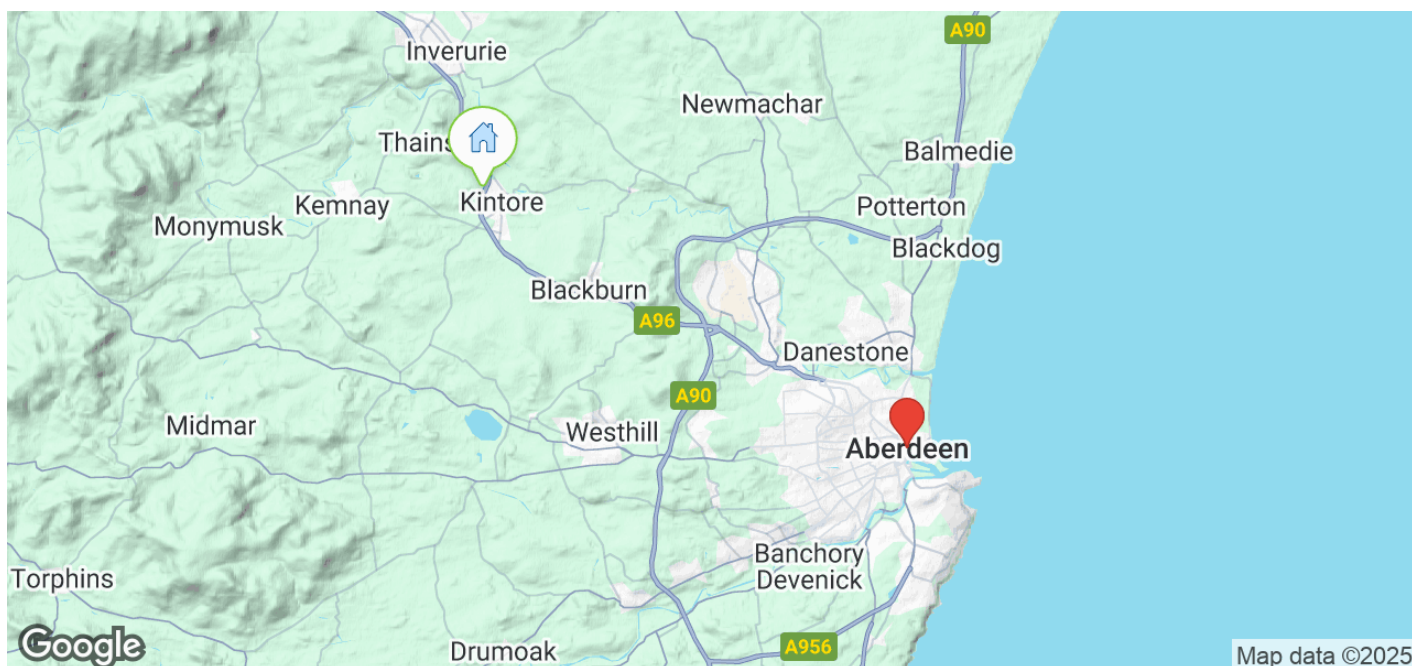 A90
Inverurie
Newmachar
Thains
Balmedie
Kintore
Kemnay
Potterton
Monymusk
Blackdog
Blackburn
A96
Danestone
A90
Midmar
Westhill
Aberdeen
Banchory
Devenick
Torphins
Google
Drumoak
A956
Map data ©2025